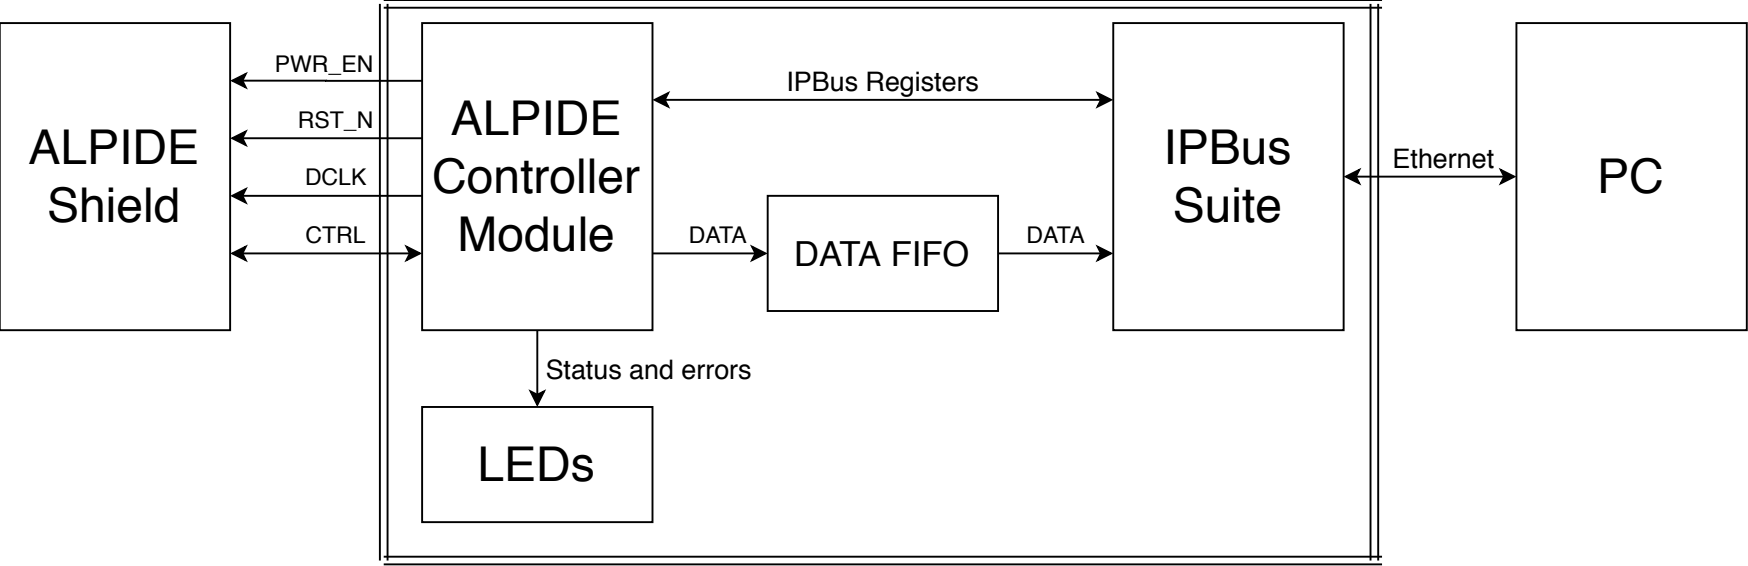 ALPIDE
Shield
PWR_EN
RST_N
DCLK
CTRL
ALPIDE
Controller
Module
IPBus Registers
DATA
DATA FIFO
DATA
IPBus
Suite
Ethernet
PC
Status and errors
LEDs